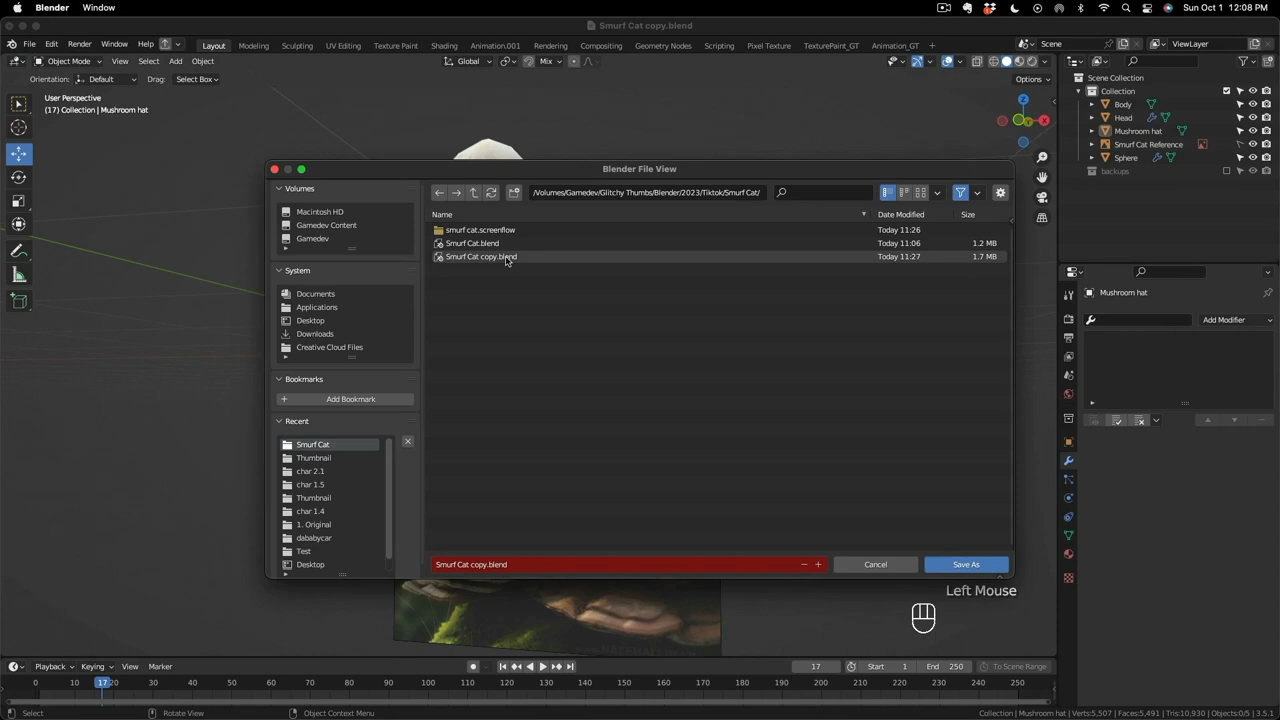 Blender Window Sun Oct 1 12:08 PM
Smurf Cat copy.blend
File Edit Render Window Help Layout Modeling Sculpting UV Editing Texture Paint Shading Animation.001 Rendering Compositing Geometry Nodes Scripting Pixel Texture TexturePaint_GT Animation_GT + Scene ViewLayer
Object Mode View Select Add Object Global Mix
Orientation: Default Drag: Select Box Options
User Perspective
(17) Collection | Mushroom hat
Z
X
Y
Scene Collection
Collection
Body
Head
Mushroom hat
Smurf Cat Reference
Sphere
backups
Blender File View
Volumes
Macintosh HD
Gamedev Content
Gamedev
System
Documents
Applications
Desktop
Downloads
Creative Cloud Files
Bookmarks
+ Add Bookmark
Recent
Smurf Cat
Thumbnail
char 2.1
char 1.5
Thumbnail
char 1.4
1. Original
dababycar
Test
Desktop
/Volumes/Gamedev/Glitchy Thumbs/Blender/2023/Tiktok/Smurf Cat/
Name Date Modified Size
smurf cat.screenflow Today 11:26
Smurf Cat.blend Today 11:06 1.2 MB
Smurf Cat copy.blend Today 11:27 1.7 MB
Smurf Cat copy.blend − + Cancel Save As
Left Mouse
Mushroom hat
Add Modifier
Playback Keying View Marker 17 Start 1 End 250 To Scene Range
0 10 17 20 30 40 50 60 70 80 90 100 110 120 130 140 150 160 170 180 190 200 210 220 230 240 250
Select Rotate View Object Context Menu Collection | Mushroom hat | Verts:5,507 | Faces:5,491 | Tris:10,930 | Objects:0/5 | 3.5.1